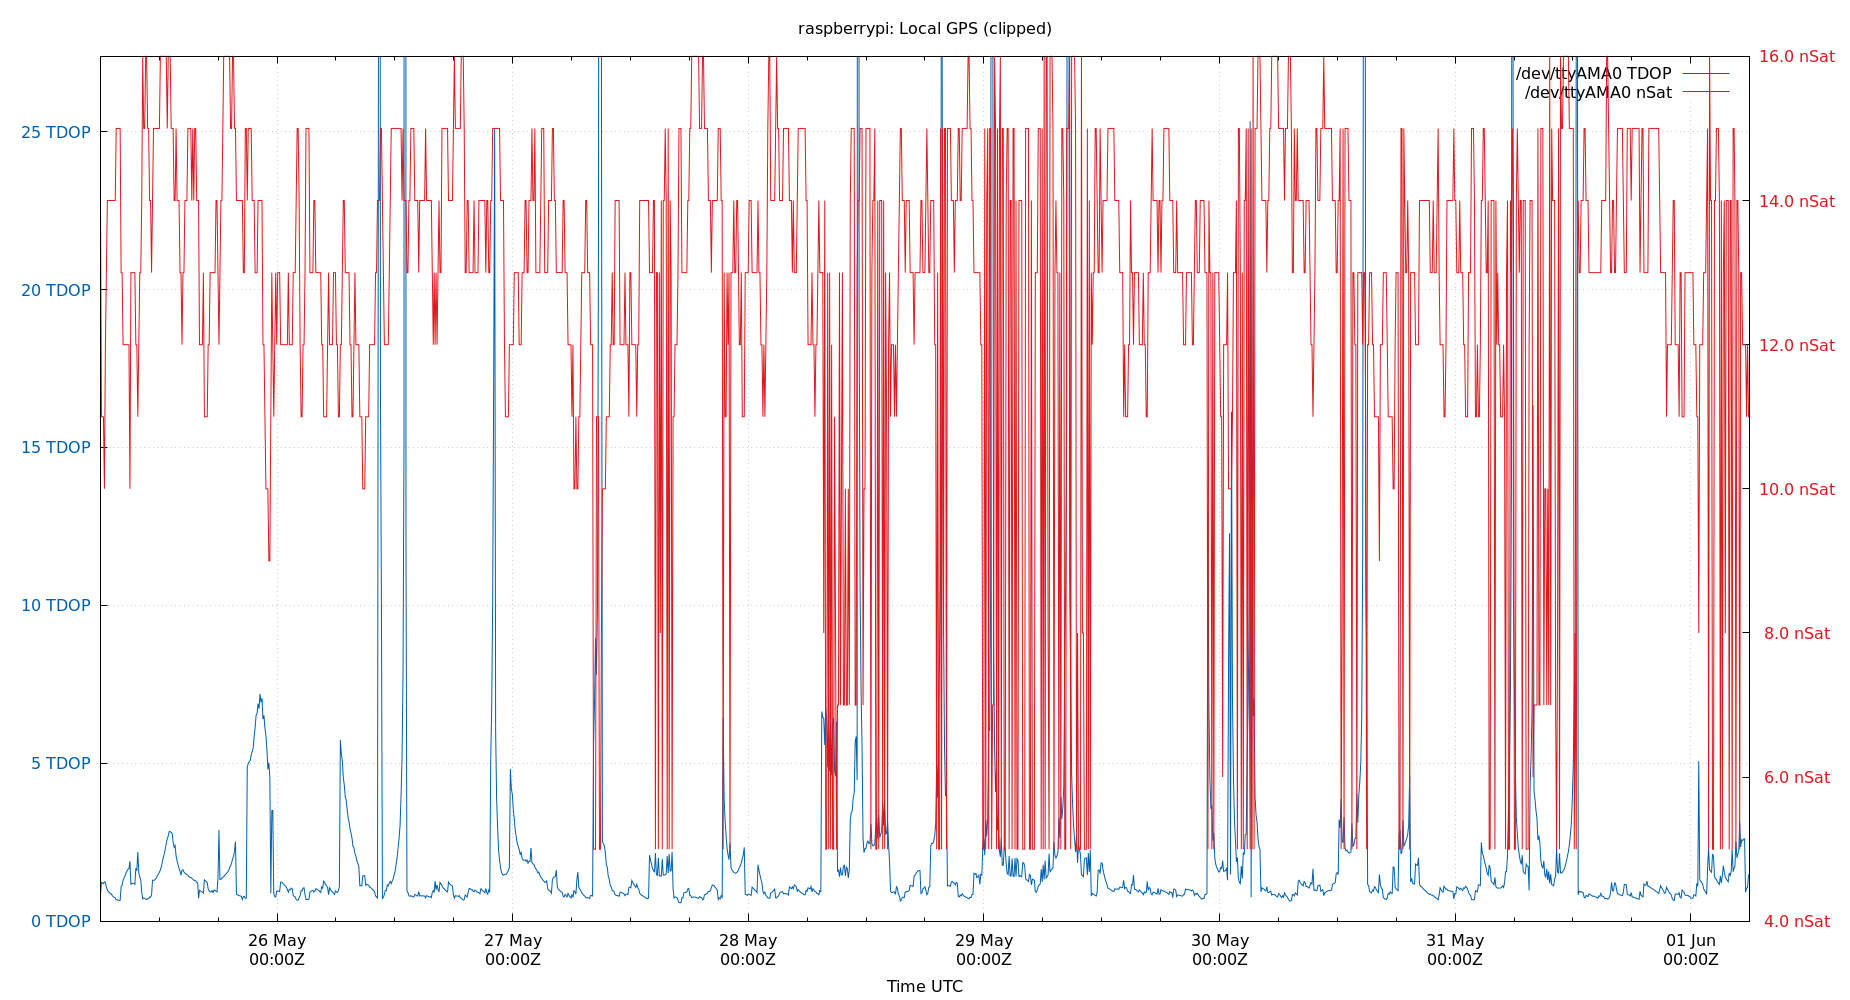 raspberrypi: Local GPS (clipped)
/dev/ttyAMA0 TDOP
/dev/ttyAMA0 nSat
25 TDOP
20 TDOP
15 TDOP
10 TDOP
5 TDOP
0 TDOP
16.0 nSat
14.0 nSat
12.0 nSat
10.0 nSat
8.0 nSat
6.0 nSat
4.0 nSat
26 May
00:00Z
27 May
00:00Z
28 May
00:00Z
29 May
00:00Z
30 May
00:00Z
31 May
00:00Z
01 Jun
00:00Z
Time UTC